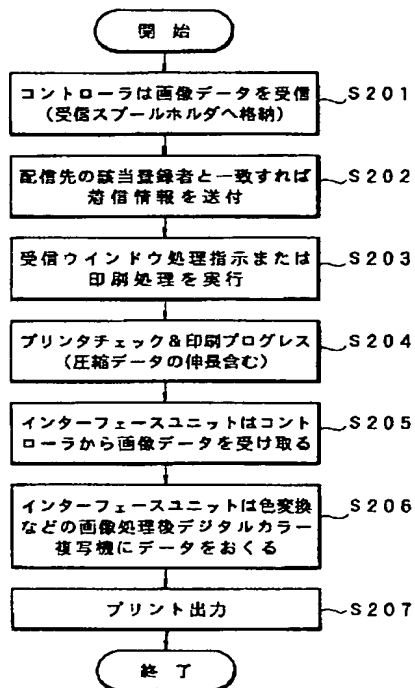 開始
コントローラは画像データを受信 S201
(受信スプールホルダへ格納)
配信先の該当登録者と一致すれば S202
着信情報を送付
受信ウインドウ処理指示または S203
印刷処理を実行
プリンタチェック&印刷プログレス S204
(圧縮データの伸長含む)
インターフェースユニットはコント S205
ローラから画像データを受け取る
インターフェースユニットは色変換 S206
などの画像処理後デジタルカラー
複写機にデータをおくる
プリント出力 S207
終了